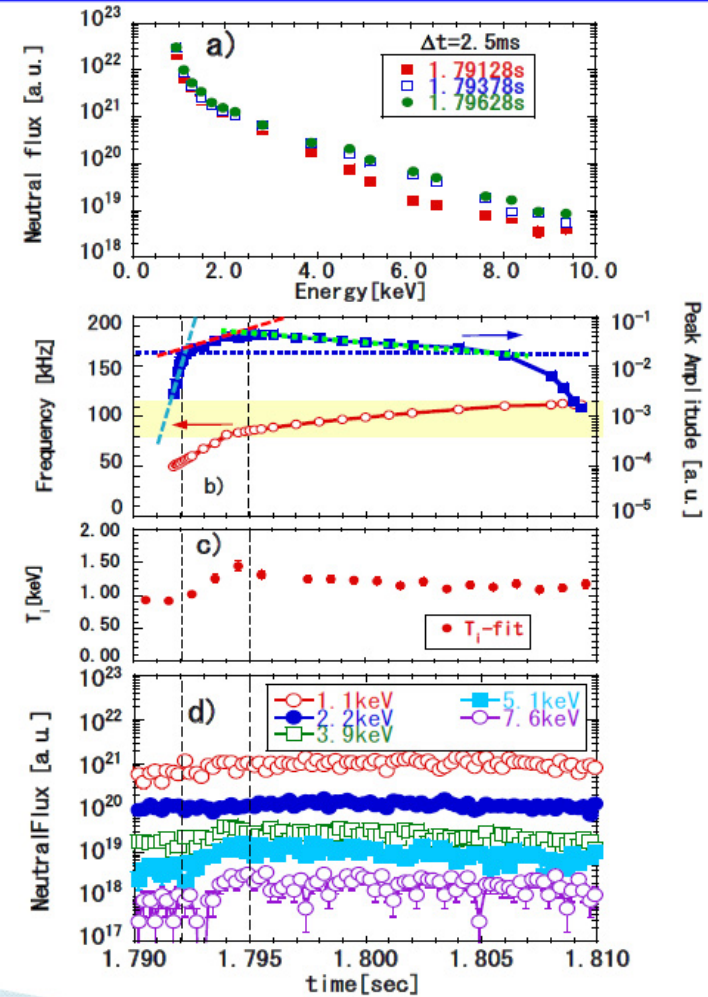 10^23
10^22
10^21
10^20
10^19
10^18
Neutral flux [a.u.]
a)
Δt=2.5ms
1.79128s
1.79378s
1.79628s
0.0 2.0 4.0 6.0 8.0 10.0
Energy[keV]
200
150
100
50
0
Frequency [kHz]
b)
10^-1
10^-2
10^-3
10^-4
10^-5
Peak Amplitude [a.u.]
2.00
1.50
1.00
0.50
0.00
T_i[keV]
c)
T_i-fit
10^23
10^22
10^21
10^20
10^19
10^18
10^17
NeutralFlux [a.u.]
d)
1.1keV 5.1keV
2.2keV 7.6keV
3.9keV
1.790 1.795 1.800 1.805 1.810
time[sec]